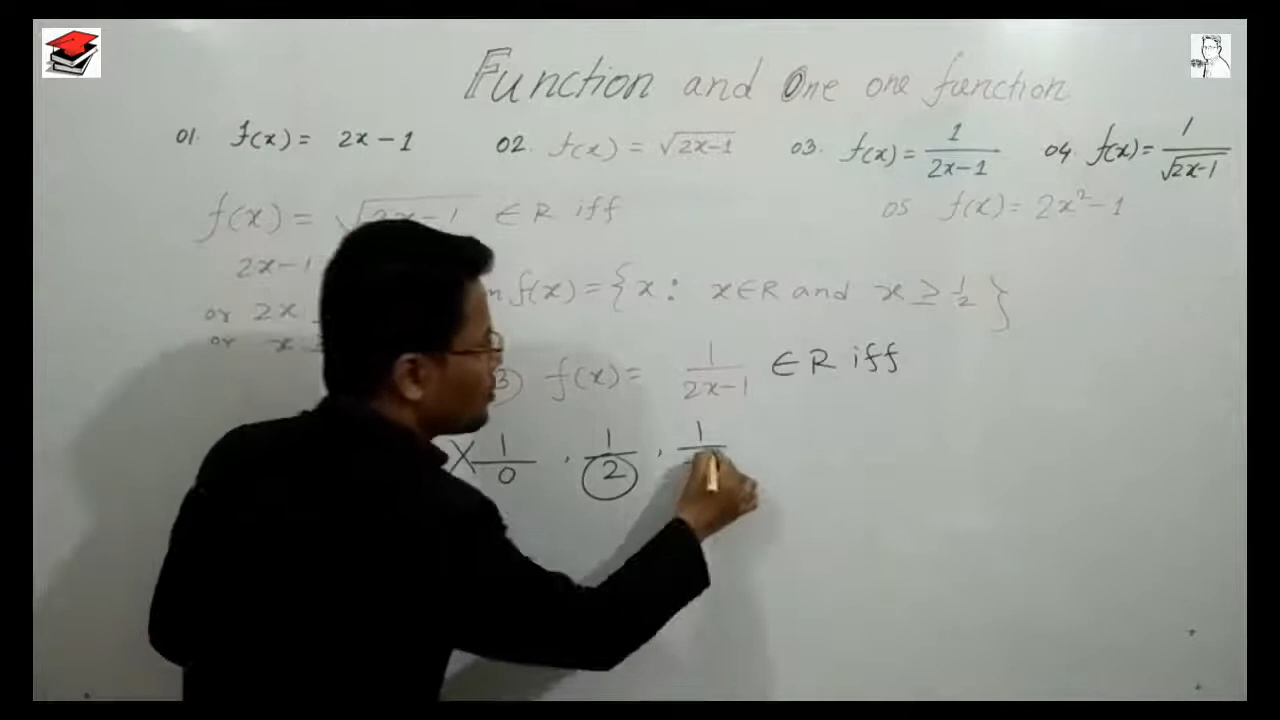 Function and One one function
01. f(x) = 2x - 1 02. f(x) = √2x-1 03. f(x) = 1/2x-1 04. f(x) = 1/√2x-1
f(x) = √2x-1 ∈ R iff 05 f(x) = 2x² - 1
2x-1
f(x) = {x : x ∈ R and x ≥ 1/2}
or 2x
or x
f(x) = 1/2x-1 ∈ R iff
X 1/0 , 1/2 , 1